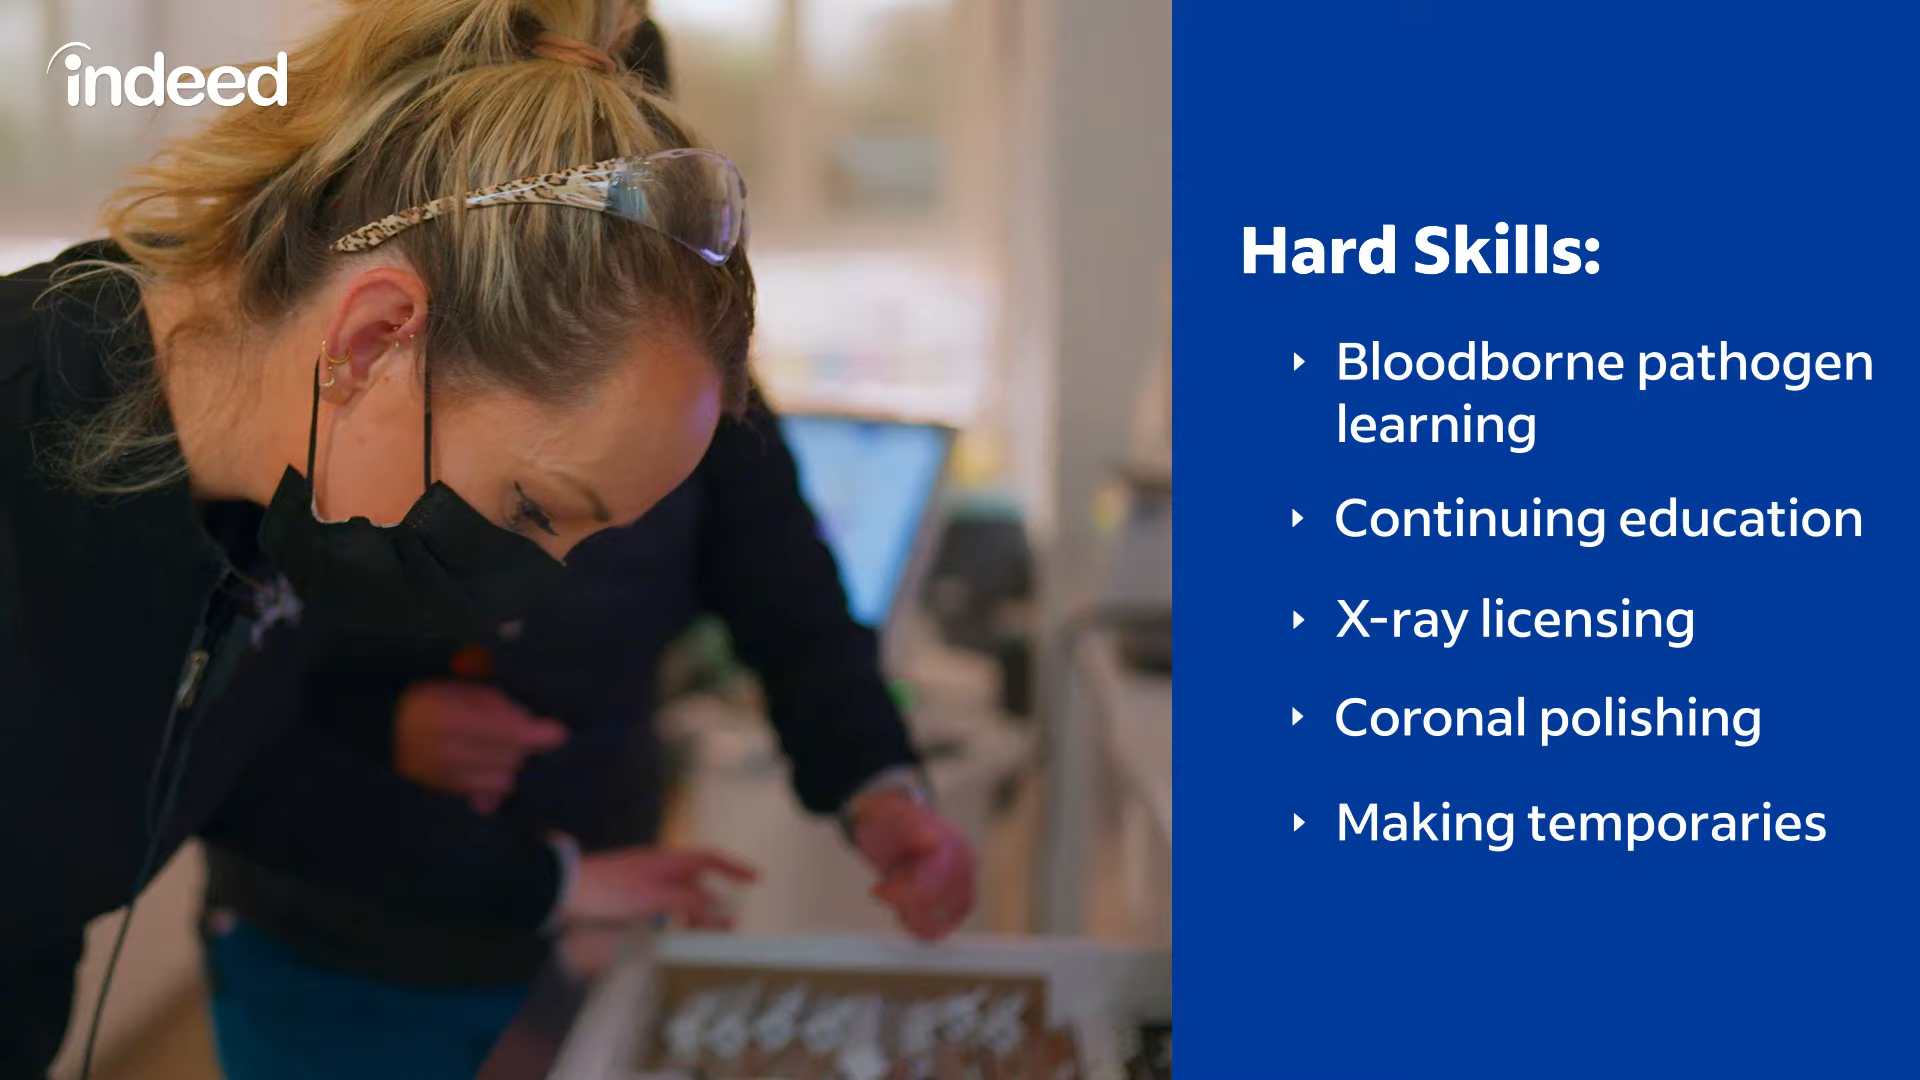 indeed
Hard Skills:
Bloodborne pathogen
learning
Continuing education
X-ray licensing
Coronal polishing
Making temporaries